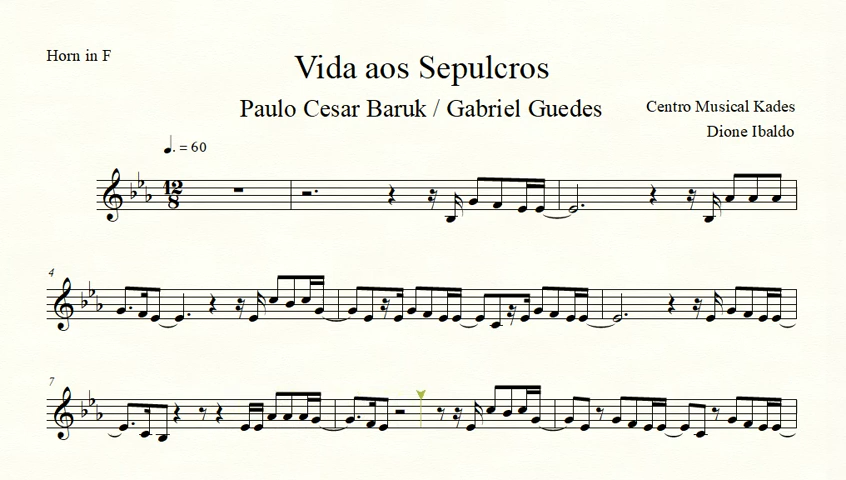 Horn in F
Vida aos Sepulcros
Paulo Cesar Baruk / Gabriel Guedes
Centro Musical Kades
Dione Ibaldo
♩. = 60
12
8
4
7